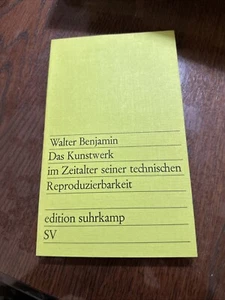 Walter Benjamin
Das Kunstwerk
im Zeitalter seiner technischen
Reproduzierbarkeit
edition suhrkamp
SV